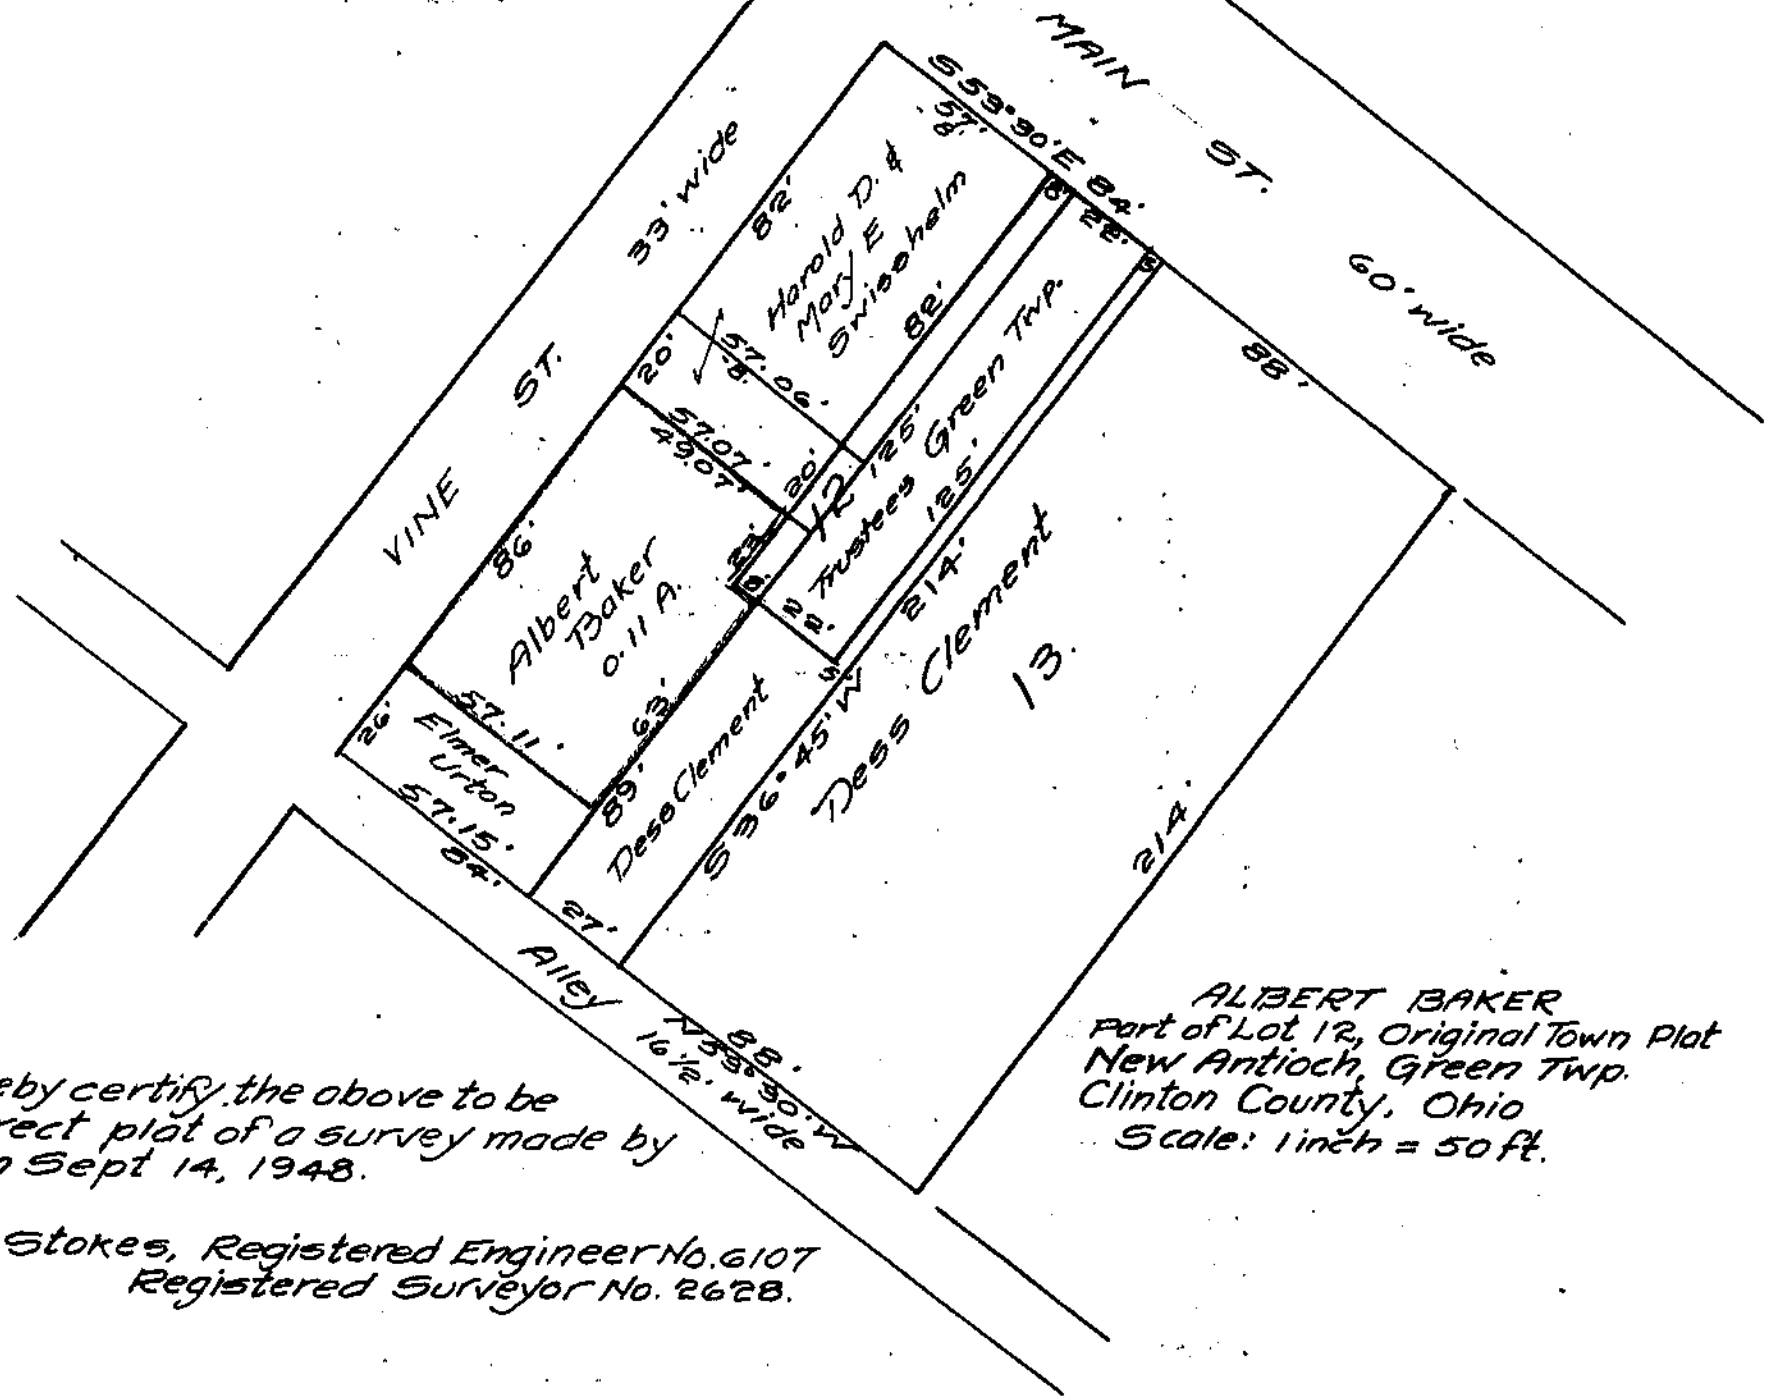 MAIN ST.
60' wide
S 53° 30' E 84'
57'
8'
22'
88'
33' wide
VINE ST.
82'
Harold D. &
Mary E
Swisshelm
82'
20'
57.06'
8'
57.07'
49.07'
20'
12
125'
Trustees Green Twp.
125'
23'
8'
22'
5
86'
Albert
Baker
0.11 A.
63'
57.11'
26'
Elmer
Urton
57.15'
84'
89'
Dess Clement
27'
S 36° 45' W 214'
Dess Clement
13.
214'
Alley 16 1/2' wide
88'
N 53° 30' W
ALBERT BAKER
Part of Lot 12, Original Town Plat
New Antioch, Green Twp.
Clinton County, Ohio
Scale: 1 inch = 50 ft.
eby certify the above to be
rect plat of a survey made by
n Sept 14, 1948.
Stokes, Registered Engineer No. 6107
Registered Surveyor No. 2628.